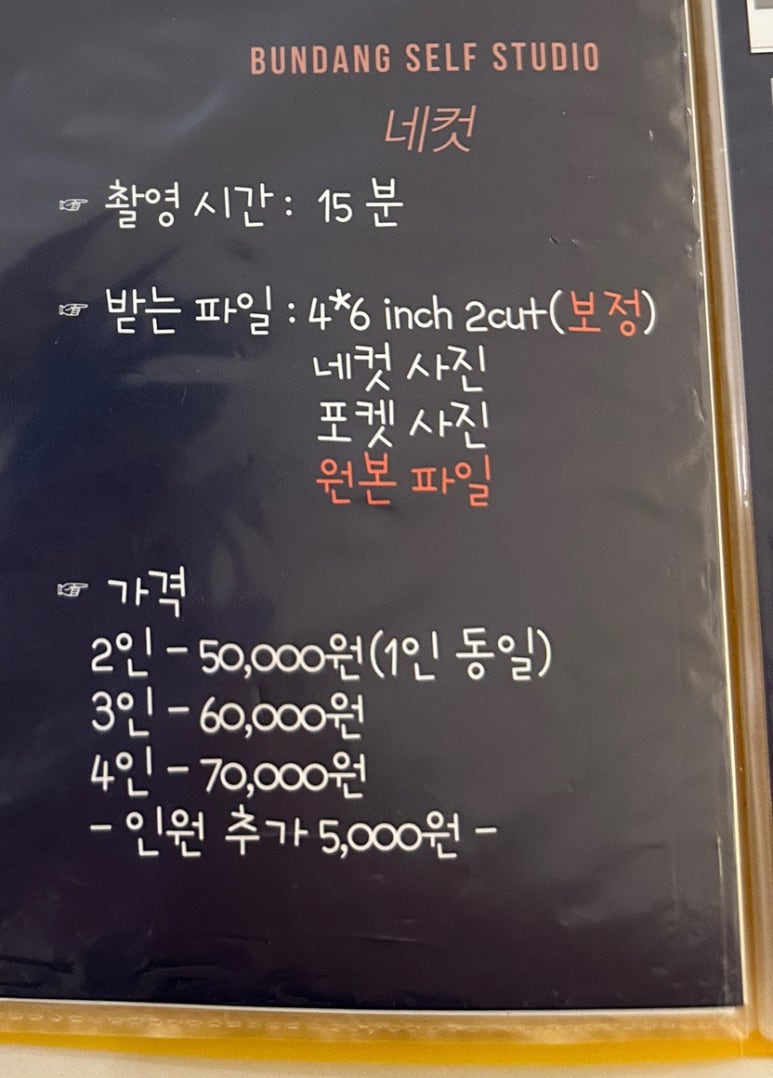 BUNDANG SELF STUDIO
네컷
☞ 촬영 시간 : 15 분
☞ 받는 파일 : 4*6 inch 2cut(보정)
네컷 사진
포켓 사진
원본 파일
☞ 가격
2인 - 50,000원(1인 동일)
3인 - 60,000원
4인 - 70,000원
- 인원 추가 5,000원 -